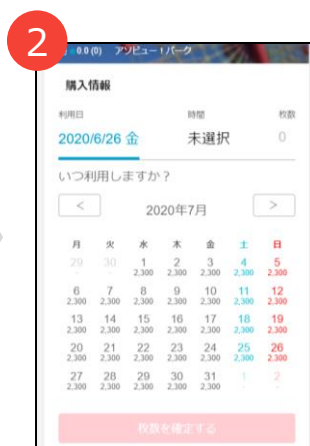 2
0.0 (0) アソビュー！パーク
購入情報
利用日 時間 枚数
2020/6/26 金 未選択 0
いつ利用しますか？
< 2020年7月 >
月 火 水 木 金 土 日
29 30 1 2 3 4 5
- - 2,300 2,300 2,300 2,300 2,300
6 7 8 9 10 11 12
2,300 2,300 2,300 2,300 2,300 2,300 2,300
13 14 15 16 17 18 19
2,300 2,300 2,300 2,300 2,300 2,300 2,300
20 21 22 23 24 25 26
2,300 2,300 2,300 2,300 2,300 2,300 2,300
27 28 29 30 31 1 2
2,300 2,300 2,300 2,300 2,300 - -
枚数を確定する